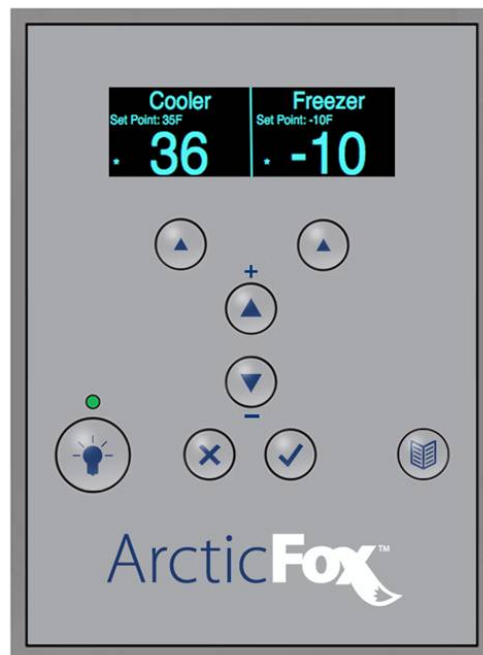 Cooler
Set Point: 35F
* 36
Freezer
Set Point: -10F
* -10
+
−
ArcticFox™